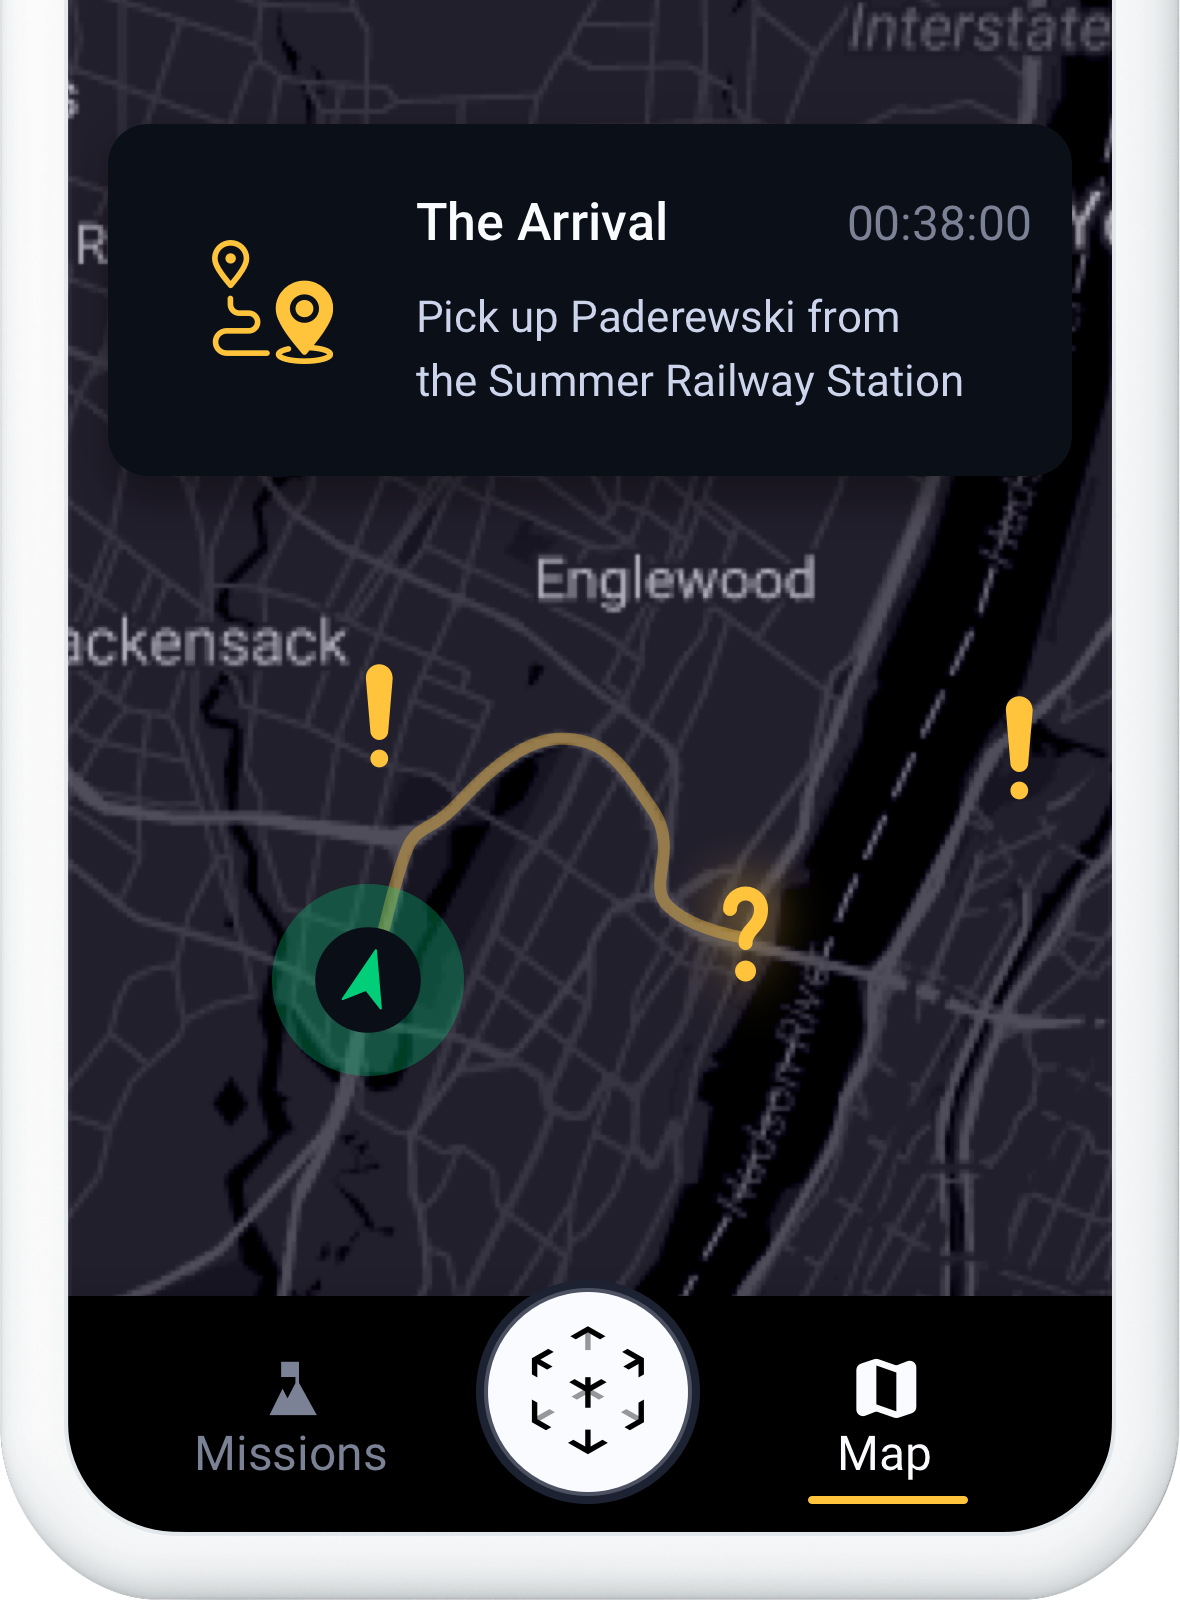 Interstate
The Arrival
00:38:00
Pick up Paderewski from
the Summer Railway Station
Englewood
ackensack
Hudson River
Missions
Map